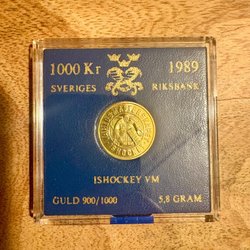 1000 Kr 1989
SVERIGES RIKSBANK
ISHOCKEY VM
GULD 900/1000 5,8 GRAM